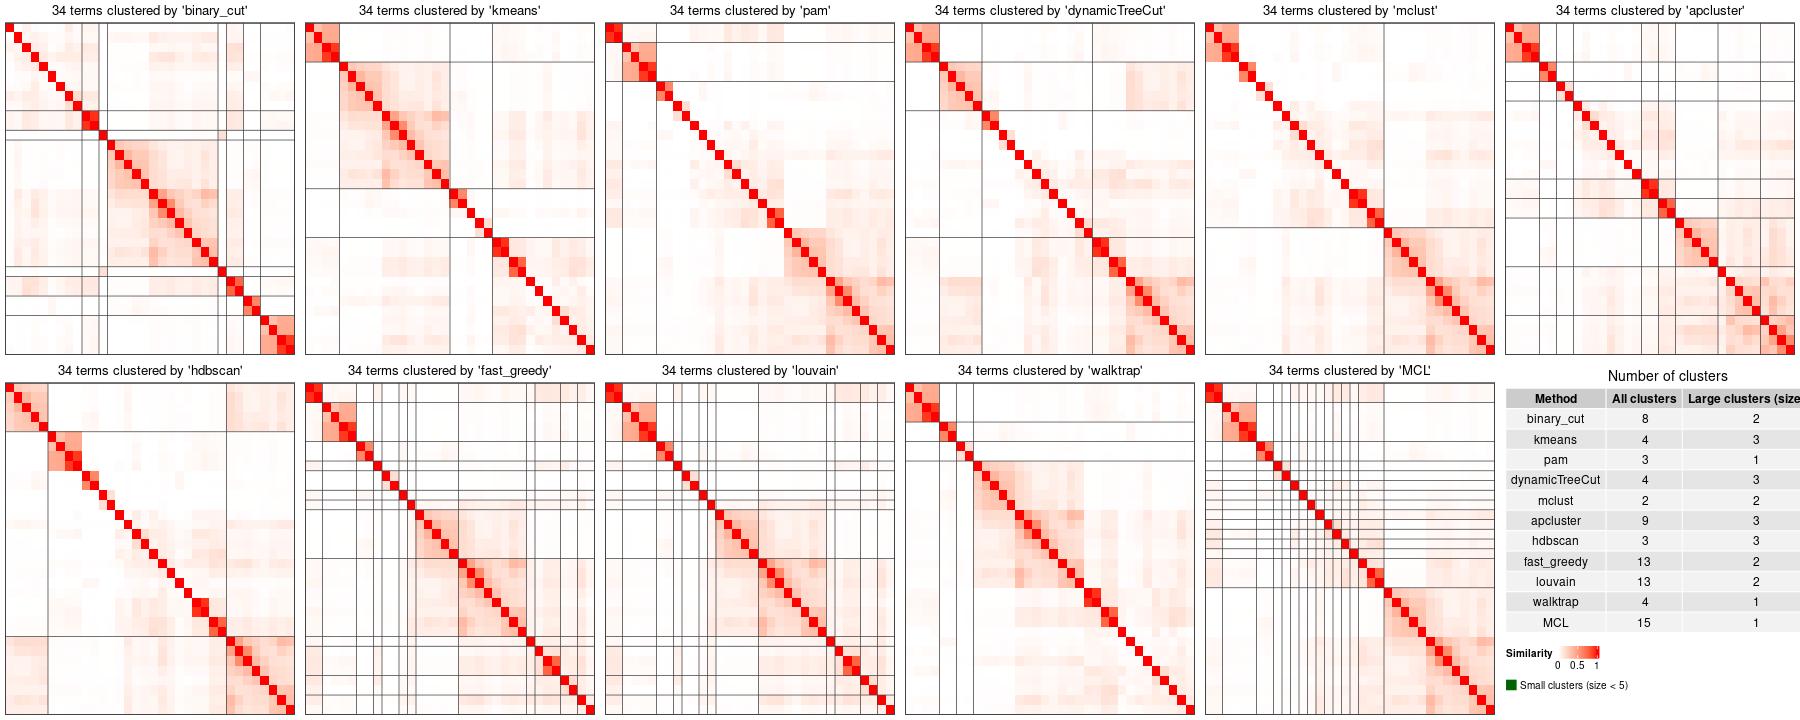 34 terms clustered by 'binary_cut'
34 terms clustered by 'kmeans'
34 terms clustered by 'pam'
34 terms clustered by 'dynamicTreeCut'
34 terms clustered by 'mclust'
34 terms clustered by 'apcluster'
34 terms clustered by 'hdbscan'
34 terms clustered by 'fast_greedy'
34 terms clustered by 'louvain'
34 terms clustered by 'walktrap'
34 terms clustered by 'MCL'
Number of clusters
Method All clusters Large clusters (size
binary_cut 8 2
kmeans 4 3
pam 3 1
dynamicTreeCut 4 3
mclust 2 2
apcluster 9 3
hdbscan 3 3
fast_greedy 13 2
louvain 13 2
walktrap 4 1
MCL 15 1
Similarity
0 0.5 1
Small clusters (size < 5)